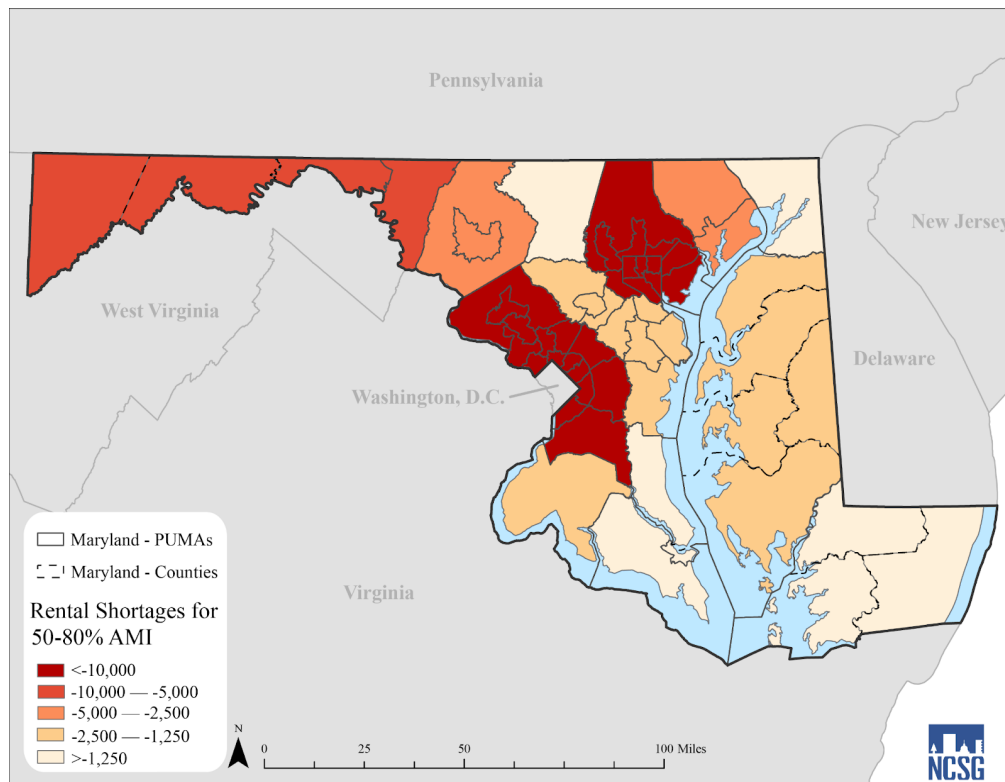 Pennsylvania
New Jersey
West Virginia
Delaware
Washington, D.C.
Virginia
Maryland - PUMAs
Maryland - Counties
Rental Shortages for
50-80% AMI
<-10,000
-10,000 — -5,000
-5,000 — -2,500
-2,500 — -1,250
>-1,250
N
0 25 50 100 Miles
NCSG